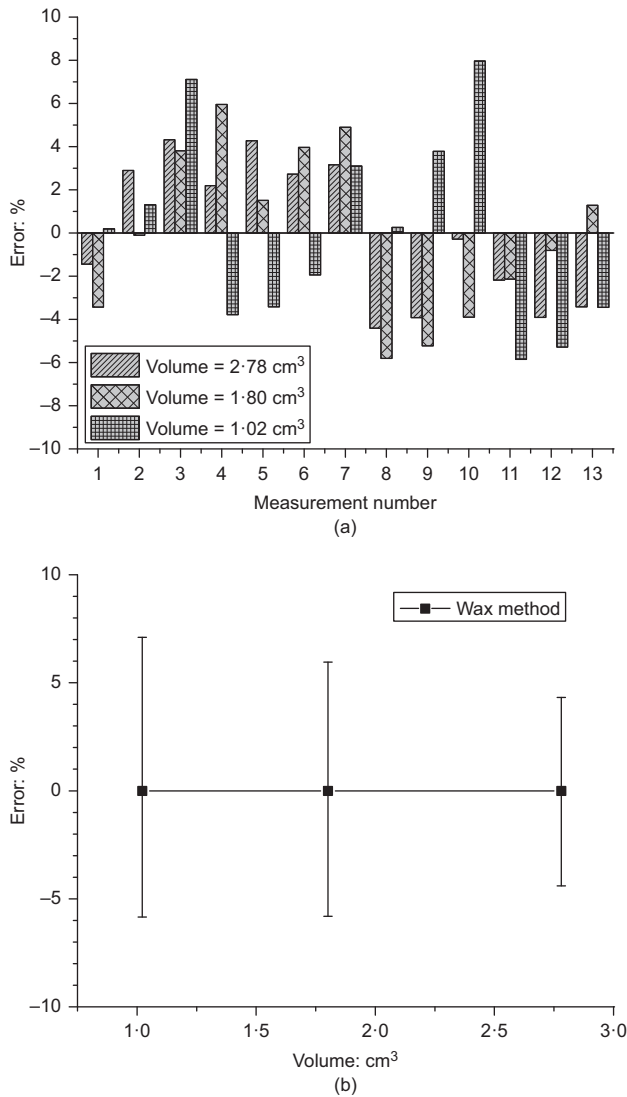 10
8
6
4
2
0
–2
–4
–6
–8
–10
Error: %
Volume = 2·78 cm³
Volume = 1·80 cm³
Volume = 1·02 cm³
1 2 3 4 5 6 7 8 9 10 11 12 13
Measurement number
(a)
10
5
0
–5
–10
Error: %
Wax method
1·0 1·5 2·0 2·5 3·0
Volume: cm³
(b)